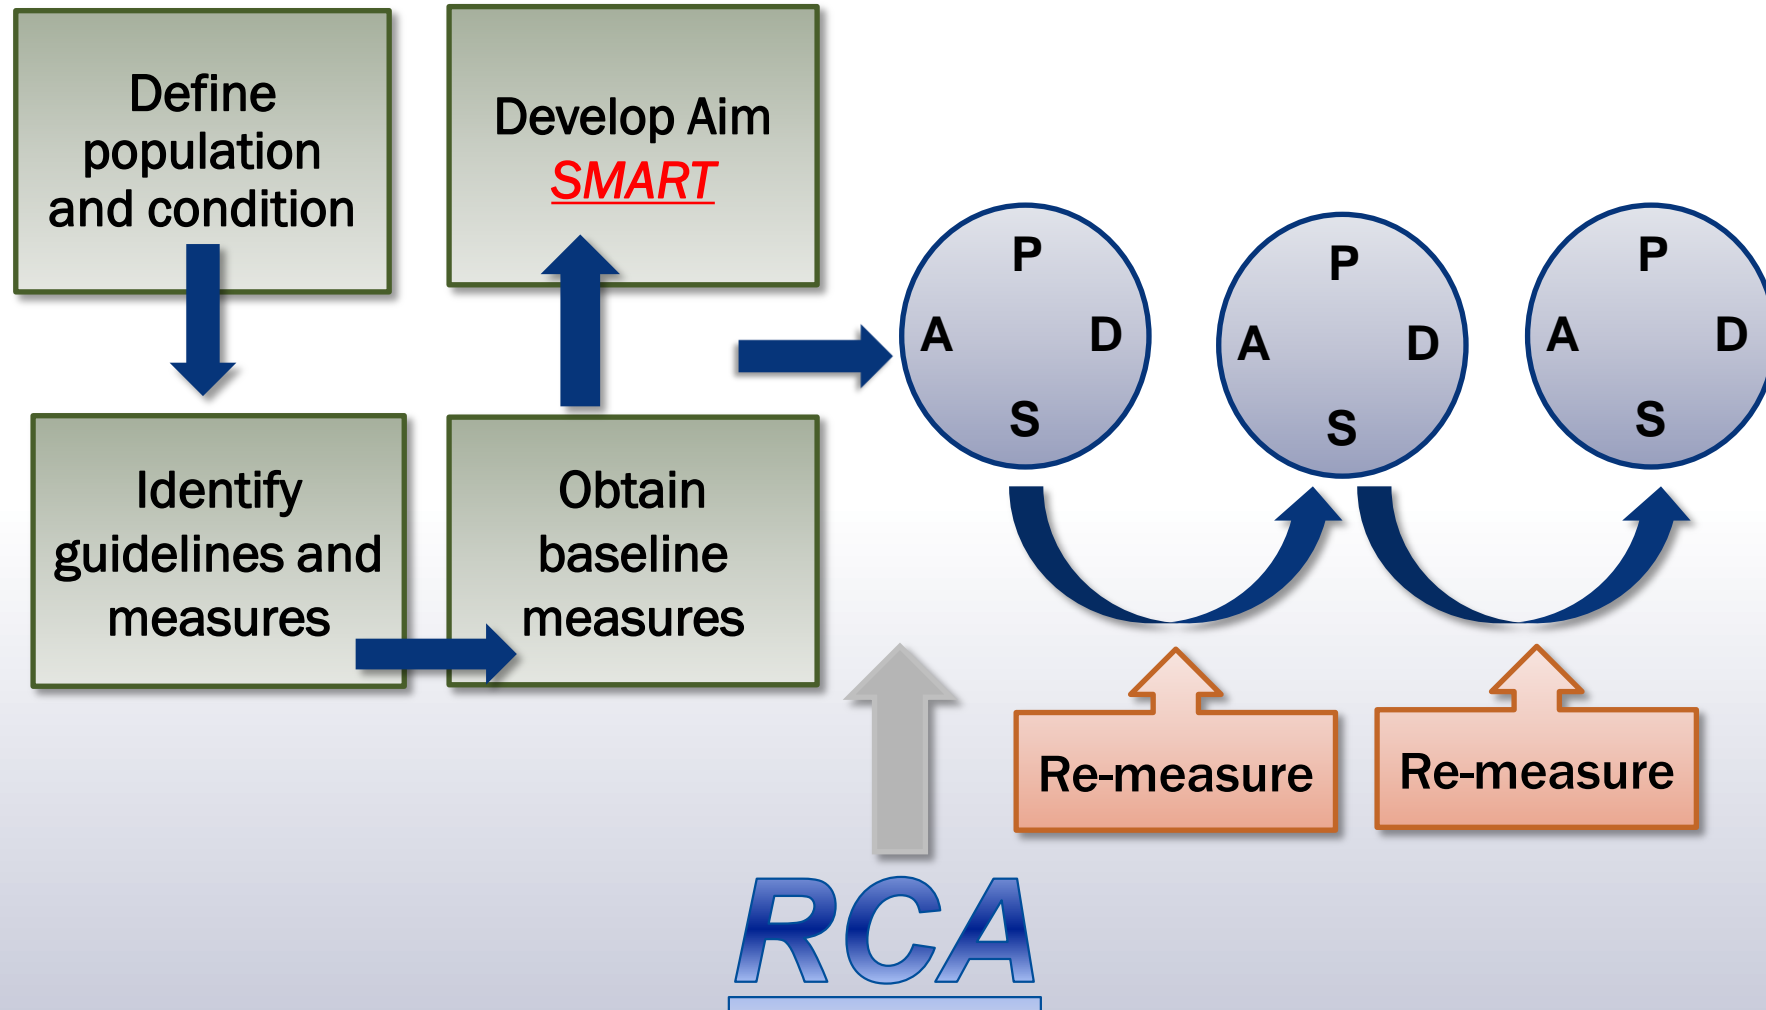 Define
population
and condition
Develop Aim
SMART
Identify
guidelines and
measures
Obtain
baseline
measures
P
A D
S
P
A D
S
P
A D
S
Re-measure
Re-measure
RCA